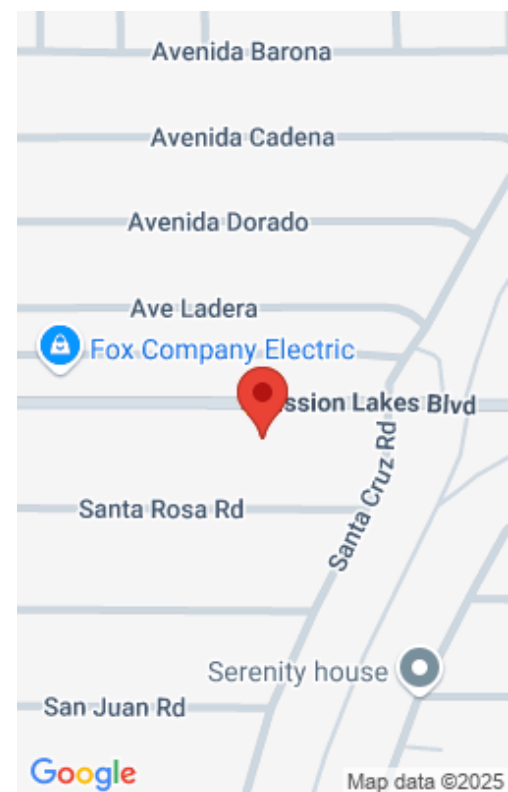 Avenida Barona
Avenida Cadena
Avenida Dorado
Ave Ladera
Fox Company Electric
ssion Lakes Blvd
Santa Cruz Rd
Santa Rosa Rd
Serenity house
San Juan Rd
Google
Map data ©2025